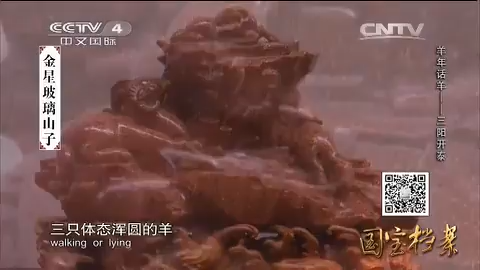 CCTV 4
中文国际
CNTV
金星玻璃山子
羊年话羊——三阳开泰
三只体态浑圆的羊
walking or lying
国宝档案